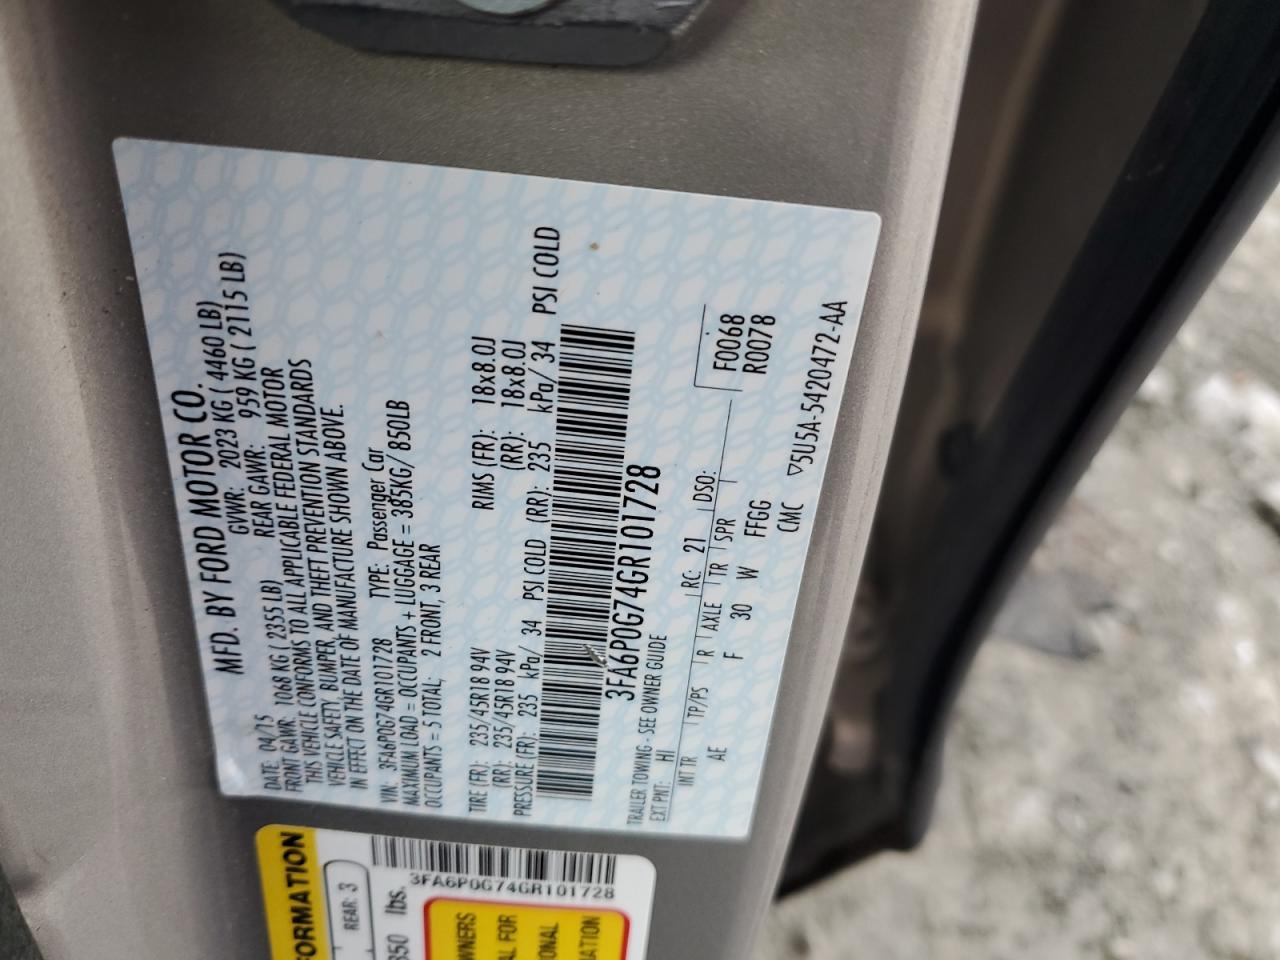 MFD. BY FORD MOTOR CO.
DATE: 04/15 GVWR: 2023 KG ( 4460 LB)
FRONT GAWR: 1068 KG ( 2355 LB) REAR GAWR: 959 KG ( 2115 LB)
THIS VEHICLE CONFORMS TO ALL APPLICABLE FEDERAL MOTOR
VEHICLE SAFETY, BUMPER, AND THEFT PREVENTION STANDARDS
IN EFFECT ON THE DATE OF MANUFACTURE SHOWN ABOVE.
VIN: 3FA6P0G74GR101728 TYPE: Passenger Car
MAXIMUM LOAD = OCCUPANTS + LUGGAGE = 385KG/ 850LB
OCCUPANTS = 5 TOTAL; 2 FRONT, 3 REAR
TIRE (FR): 235/45R18 94V RIMS (FR): 18x8.0J
(RR): 235/45R18 94V (RR): 18x8.0J
PRESSURE (FR): 235 kPa/ 34 PSI COLD (RR): 235 kPa/ 34 PSI COLD
3FA6P0G74GR101728
TRAILER TOWING - SEE OWNER GUIDE
EXT PNT: HI RC: 21 DSO:
INT TR TP/PS R AXLE TR SPR
AE F 30 W FFGG
F0068
R0078
CMC
▽5U5A-5420472-AA
FORMATION
REAR: 3
850 lbs.
3FA6P0G74GR101728
WNERS
AL FOR
ONAL
ATION